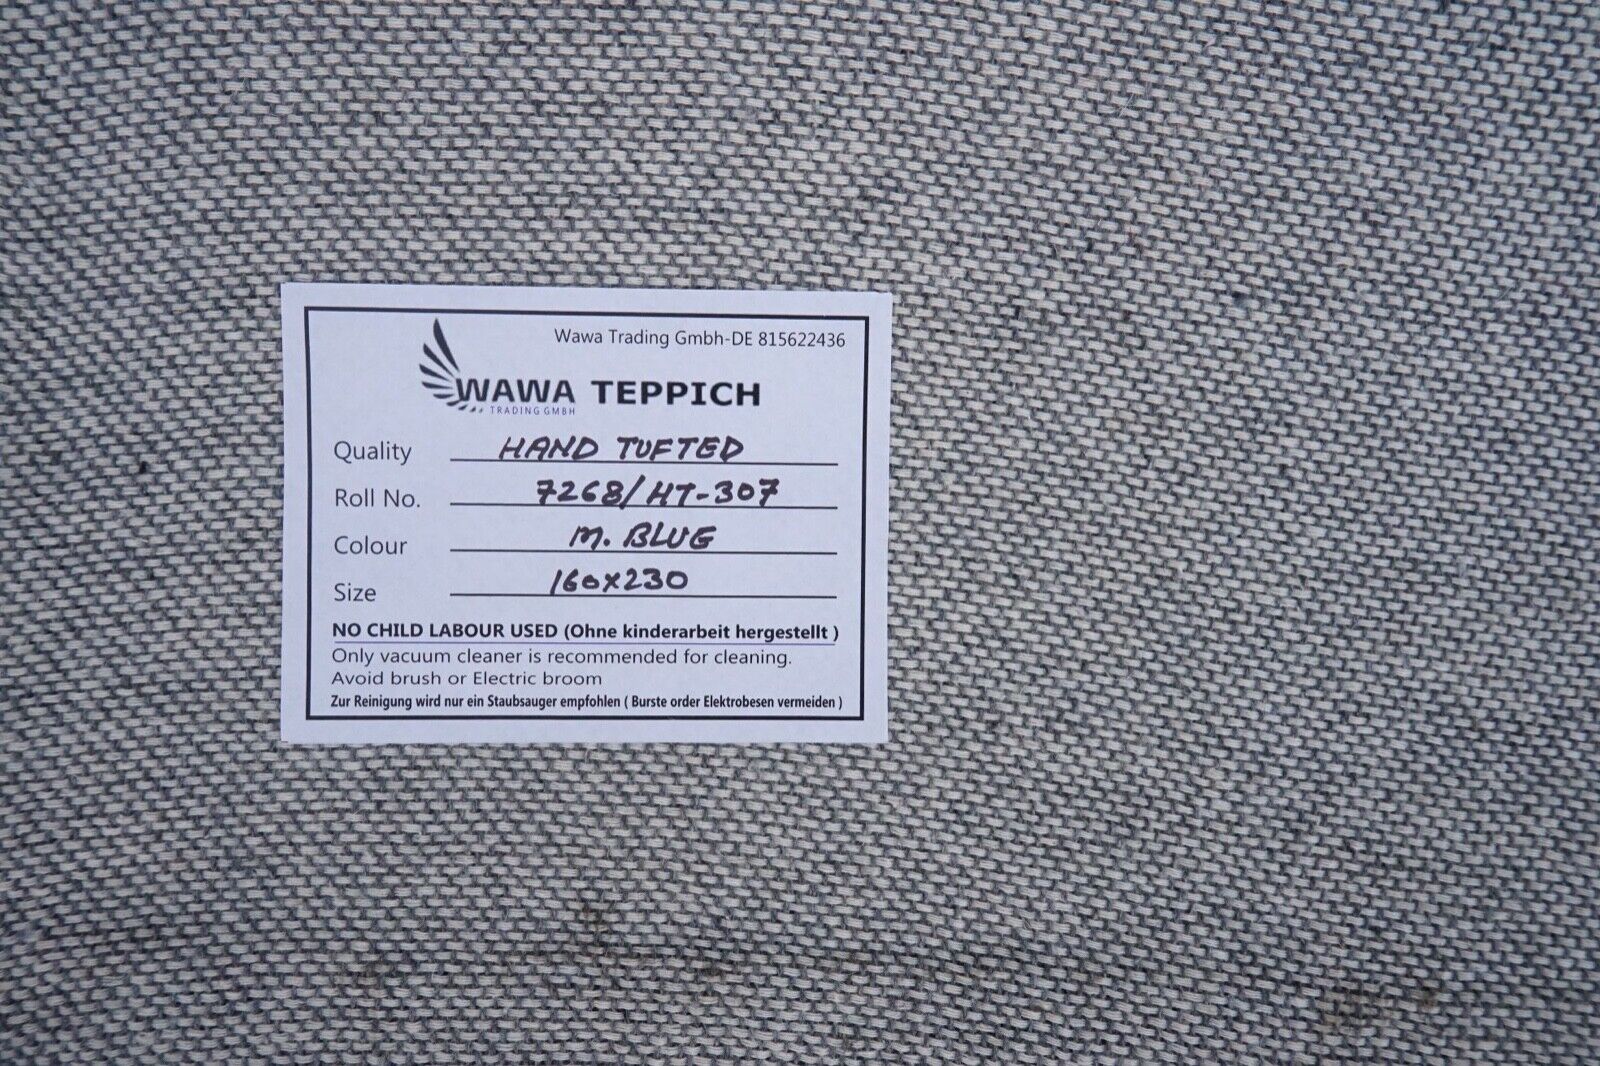 Wawa Trading Gmbh-DE 815622436
WAWA TEPPICH
TRADING GMBH
Quality HAND TUFTED
Roll No. 7268/HT-307
Colour M. BLUE
Size 160x230
NO CHILD LABOUR USED (Ohne kinderarbeit hergestellt )
Only vacuum cleaner is recommended for cleaning.
Avoid brush or Electric broom
Zur Reinigung wird nur ein Staubsauger empfohlen ( Burste order Elektrobesen vermeiden )